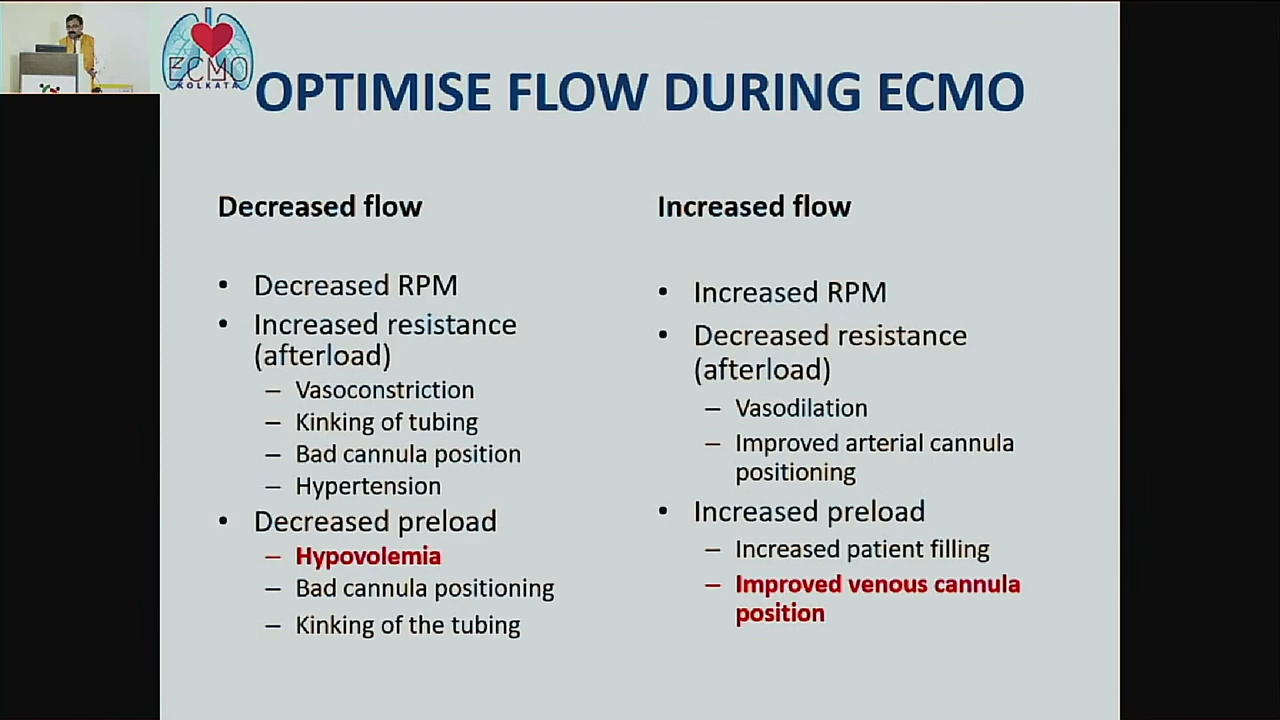 ECMO
KOLKATA
OPTIMISE FLOW DURING ECMO
Decreased flow
• Decreased RPM
• Increased resistance
(afterload)
– Vasoconstriction
– Kinking of tubing
– Bad cannula position
– Hypertension
• Decreased preload
– Hypovolemia
– Bad cannula positioning
– Kinking of the tubing
Increased flow
• Increased RPM
• Decreased resistance
(afterload)
– Vasodilation
– Improved arterial cannula
positioning
• Increased preload
– Increased patient filling
– Improved venous cannula
position